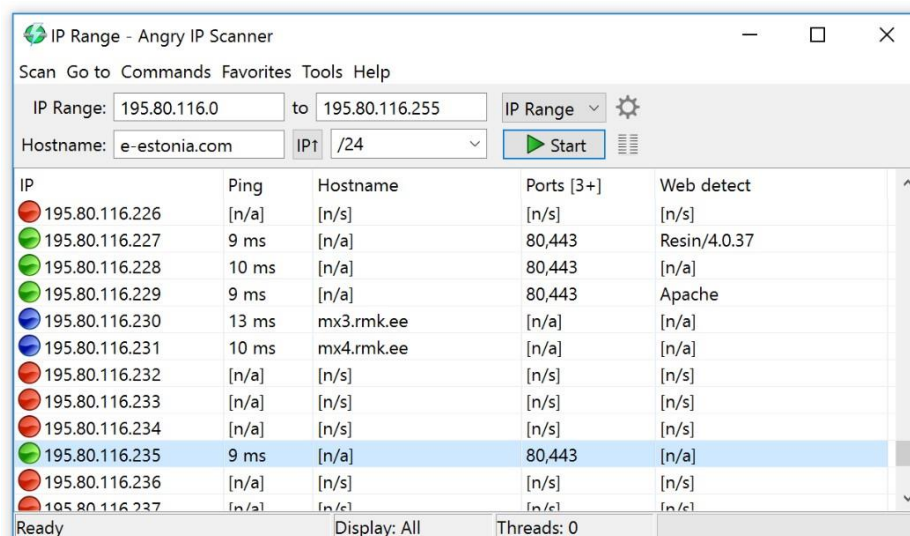 IP Range - Angry IP Scanner
Scan Go to Commands Favorites Tools Help
IP Range: 195.80.116.0 to 195.80.116.255 IP Range
Hostname: e-estonia.com IP↑ /24 Start
IP Ping Hostname Ports [3+] Web detect
195.80.116.226 [n/a] [n/s] [n/s] [n/s]
195.80.116.227 9 ms [n/a] 80,443 Resin/4.0.37
195.80.116.228 10 ms [n/a] 80,443 [n/a]
195.80.116.229 9 ms [n/a] 80,443 Apache
195.80.116.230 13 ms mx3.rmk.ee [n/a] [n/a]
195.80.116.231 10 ms mx4.rmk.ee [n/a] [n/a]
195.80.116.232 [n/a] [n/s] [n/s] [n/s]
195.80.116.233 [n/a] [n/s] [n/s] [n/s]
195.80.116.234 [n/a] [n/s] [n/s] [n/s]
195.80.116.235 9 ms [n/a] 80,443 [n/a]
195.80.116.236 [n/a] [n/s] [n/s] [n/s]
195.80.116.237 [n/a] [n/s] [n/s] [n/s]
Ready Display: All Threads: 0